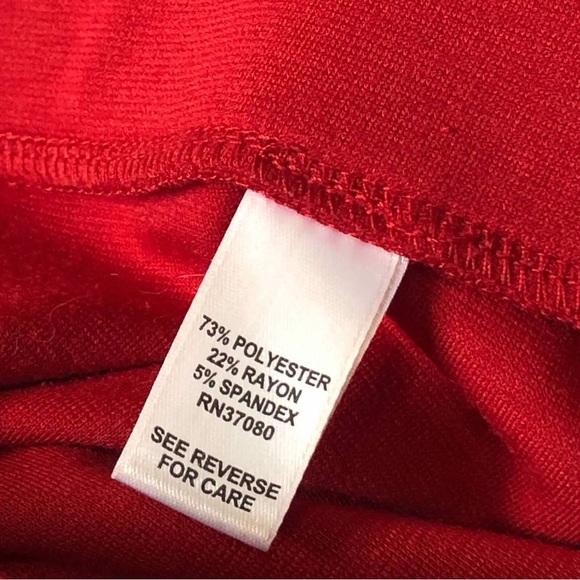 73% POLYESTER
22% RAYON
5% SPANDEX
RN37080
SEE REVERSE
FOR CARE